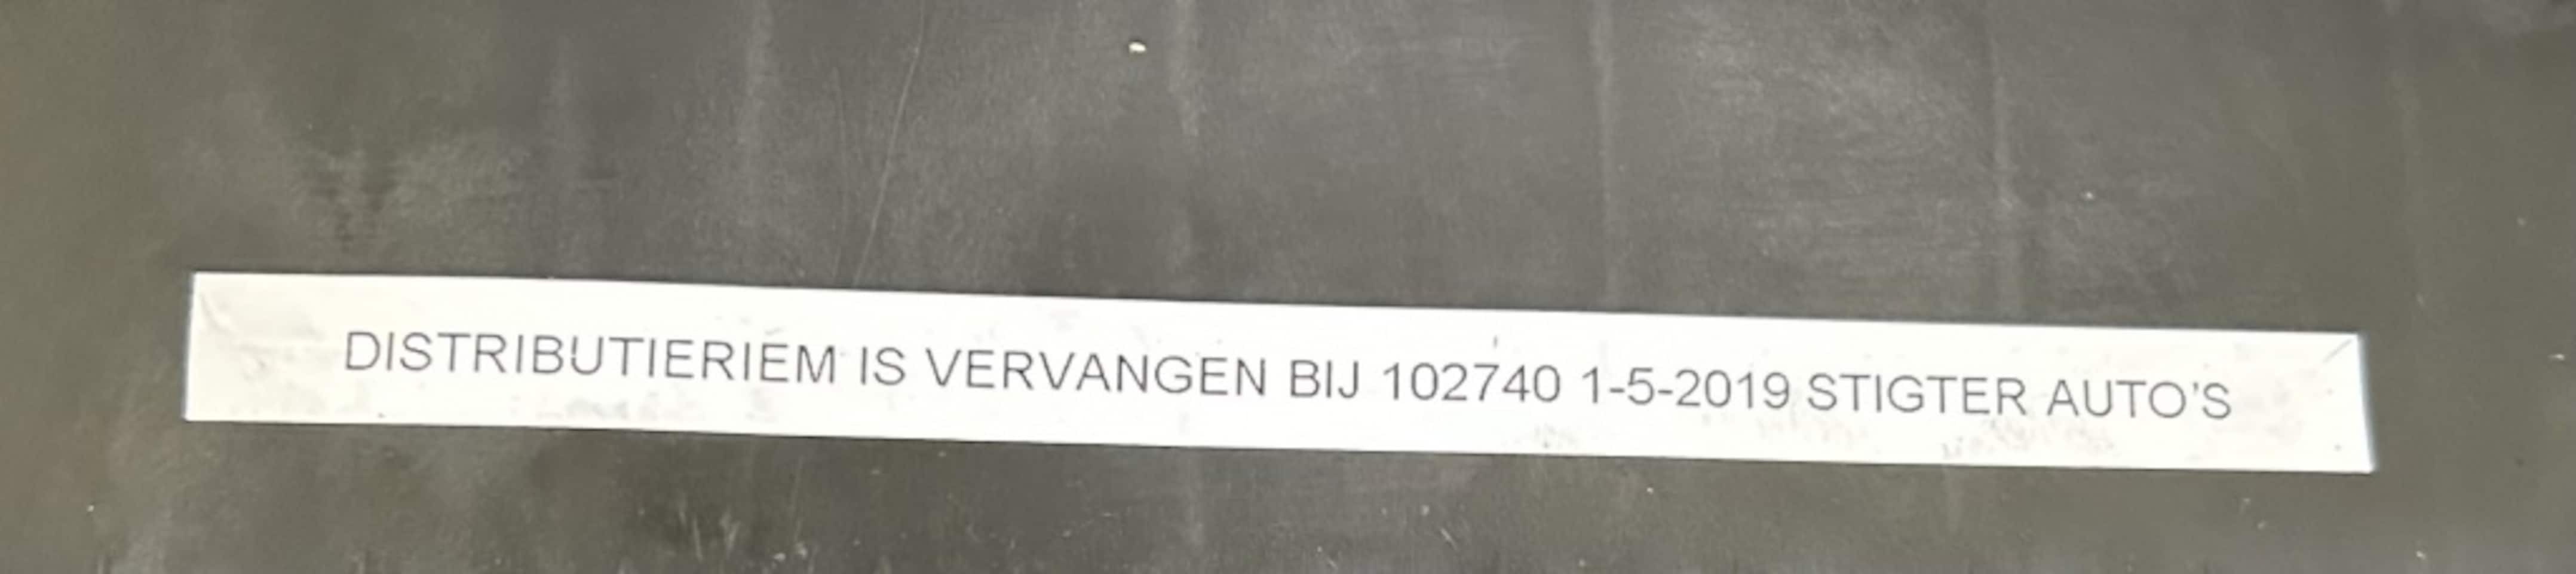 DISTRIBUTIERIEM IS VERVANGEN BIJ 102740 1-5-2019 STIGTER AUTO'S